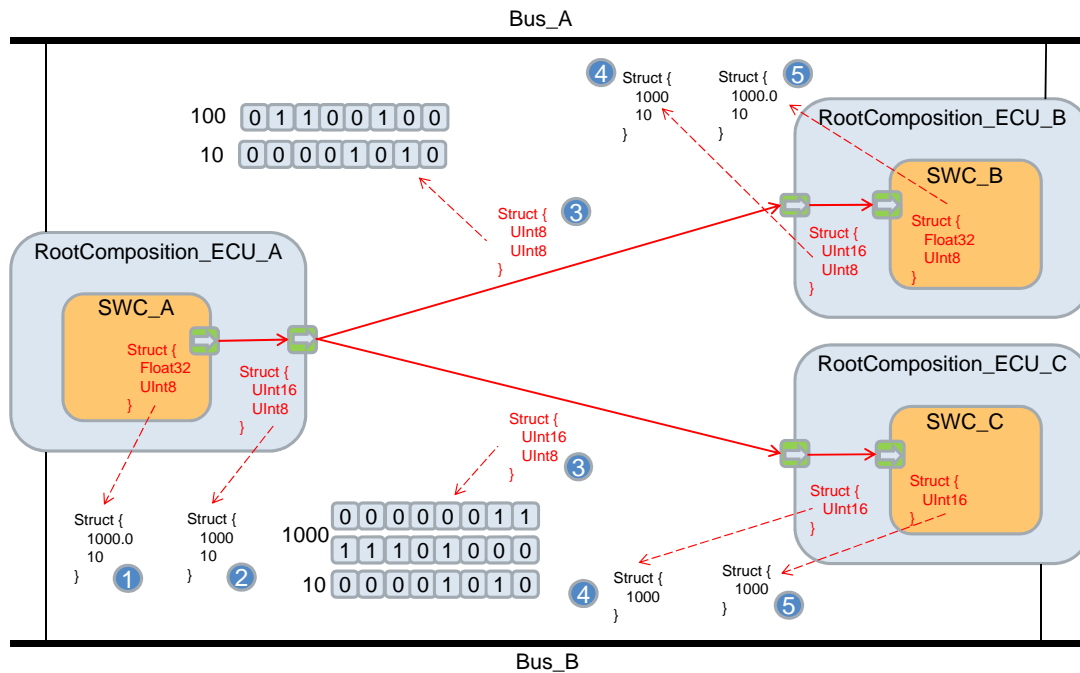 Bus_A
4
Struct {
1000
10
}
Struct {
1000.0
10
}
5
100 0 1 1 0 0 1 0 0
10 0 0 0 0 1 0 1 0
Struct {
UInt8
UInt8
}
3
RootComposition_ECU_B
SWC_B
Struct {
UInt16
UInt8
}
Struct {
Float32
UInt8
}
RootComposition_ECU_A
SWC_A
Struct {
Float32
UInt8
}
Struct {
UInt16
UInt8
}
RootComposition_ECU_C
SWC_C
Struct {
UInt16
}
Struct {
UInt16
}
Struct {
UInt16
UInt8
}
3
Struct {
1000.0
10
}
1
Struct {
1000
10
}
2
0 0 0 0 0 0 1 1
1000
1 1 1 0 1 0 0 0
10 0 0 0 0 1 0 1 0
4
Struct {
1000
}
Struct {
1000
}
5
Bus_B